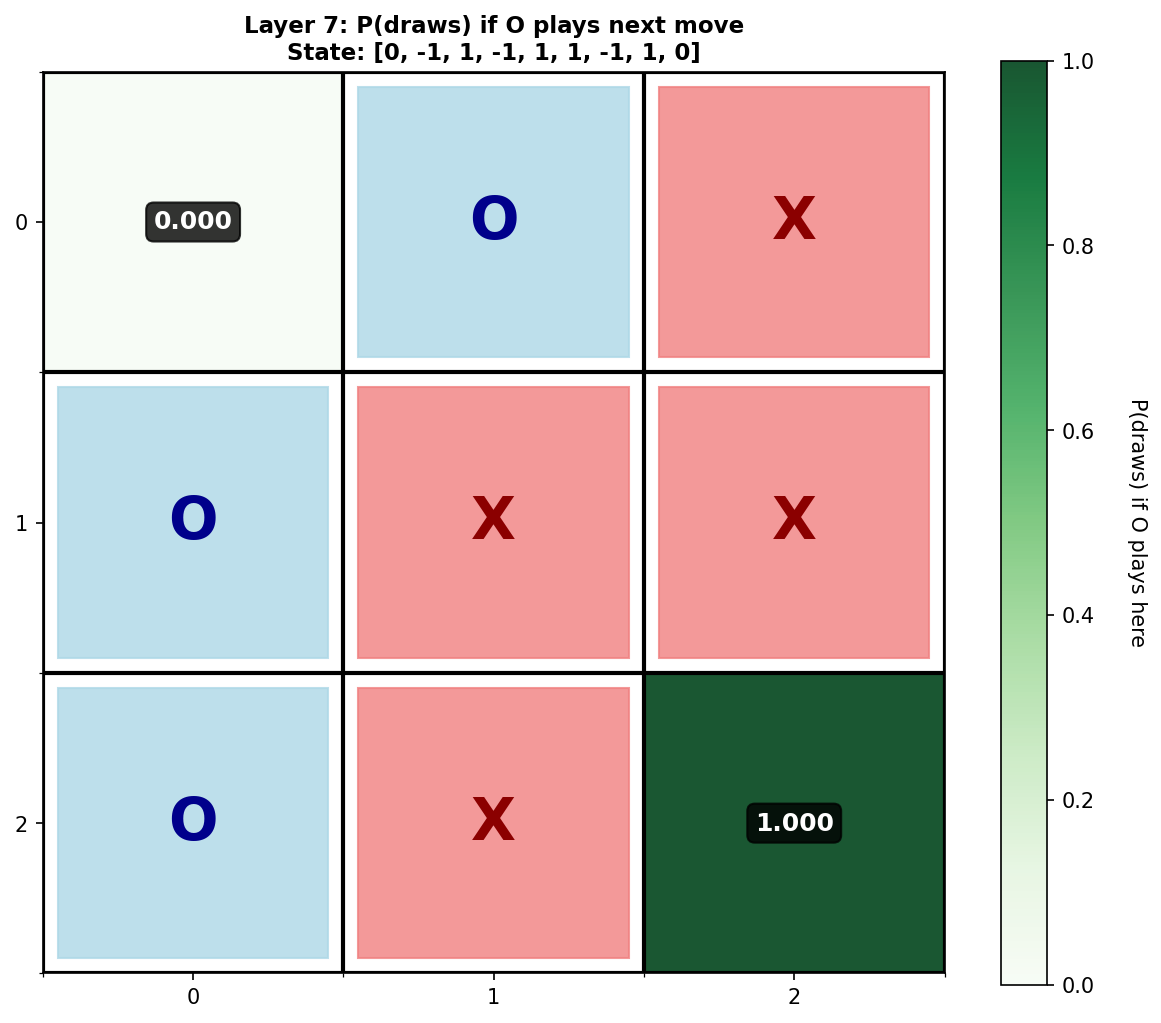 Layer 7: P(draws) if O plays next move
State: [0, -1, 1, -1, 1, 1, -1, 1, 0]
0
0.000
O
X
1
O
X
X
2
O
X
1.000
0
1
2
1.0
0.8
0.6
0.4
0.2
0.0
P(draws) if O plays here